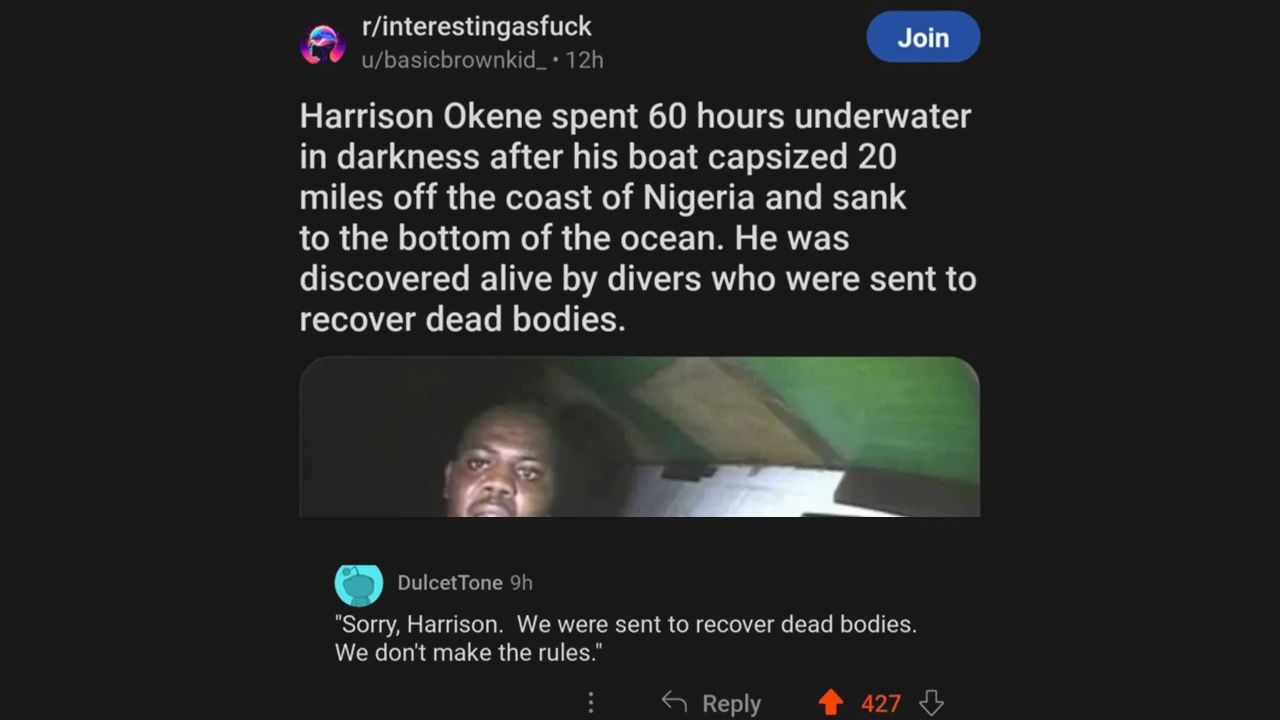 r/interestingasfuck
u/basicbrownkid_ • 12h
Join
Harrison Okene spent 60 hours underwater
in darkness after his boat capsized 20
miles off the coast of Nigeria and sank
to the bottom of the ocean. He was
discovered alive by divers who were sent to
recover dead bodies.
DulcetTone 9h
"Sorry, Harrison.  We were sent to recover dead bodies.
We don't make the rules."
Reply
427